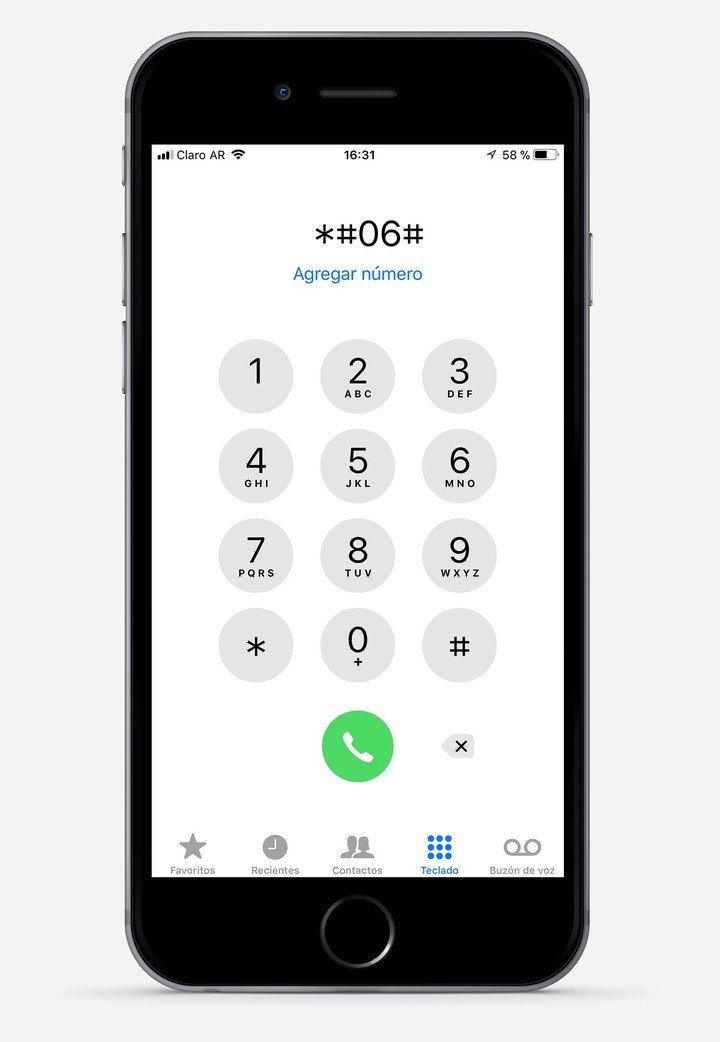 Claro AR 16:31 58 %
*#06#
Agregar número
1 2 3
ABC DEF
4 5 6
GHI JKL MNO
7 8 9
PQRS TUV WXYZ
* 0 #
+
Favoritos Recientes Contactos Teclado Buzón de voz